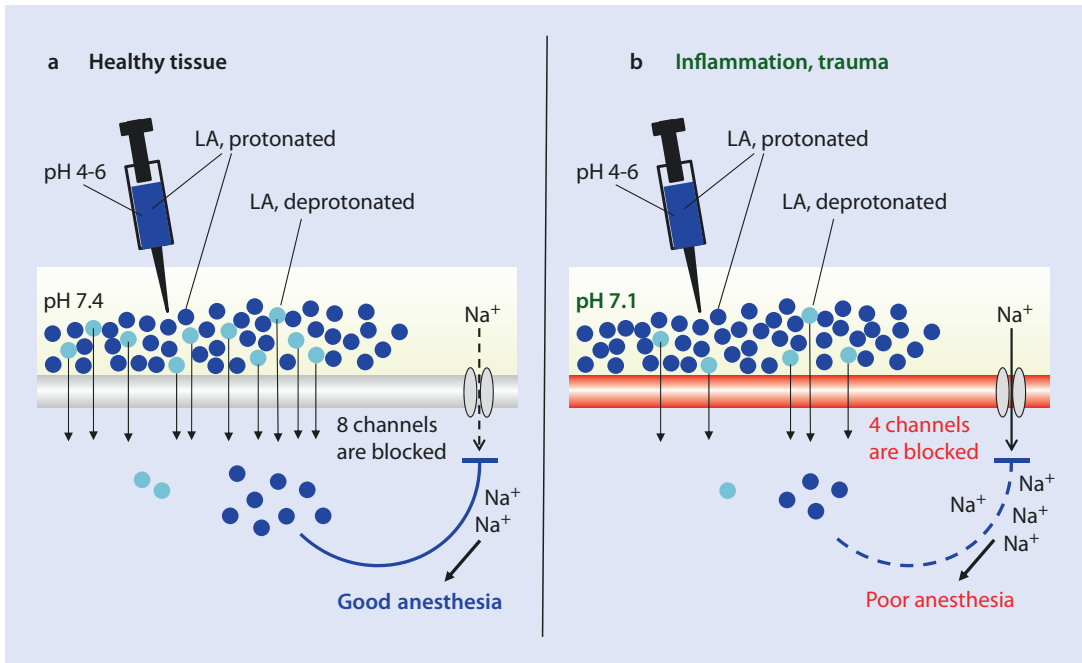 a Healthy tissue
LA, protonated
pH 4-6
LA, deprotonated
pH 7.4
Na⁺
8 channels
are blocked
Na⁺
Na⁺
Good anesthesia
b Inflammation, trauma
LA, protonated
pH 4-6
LA, deprotonated
pH 7.1
Na⁺
4 channels
are blocked
Na⁺
Na⁺
Na⁺
Na⁺
Poor anesthesia